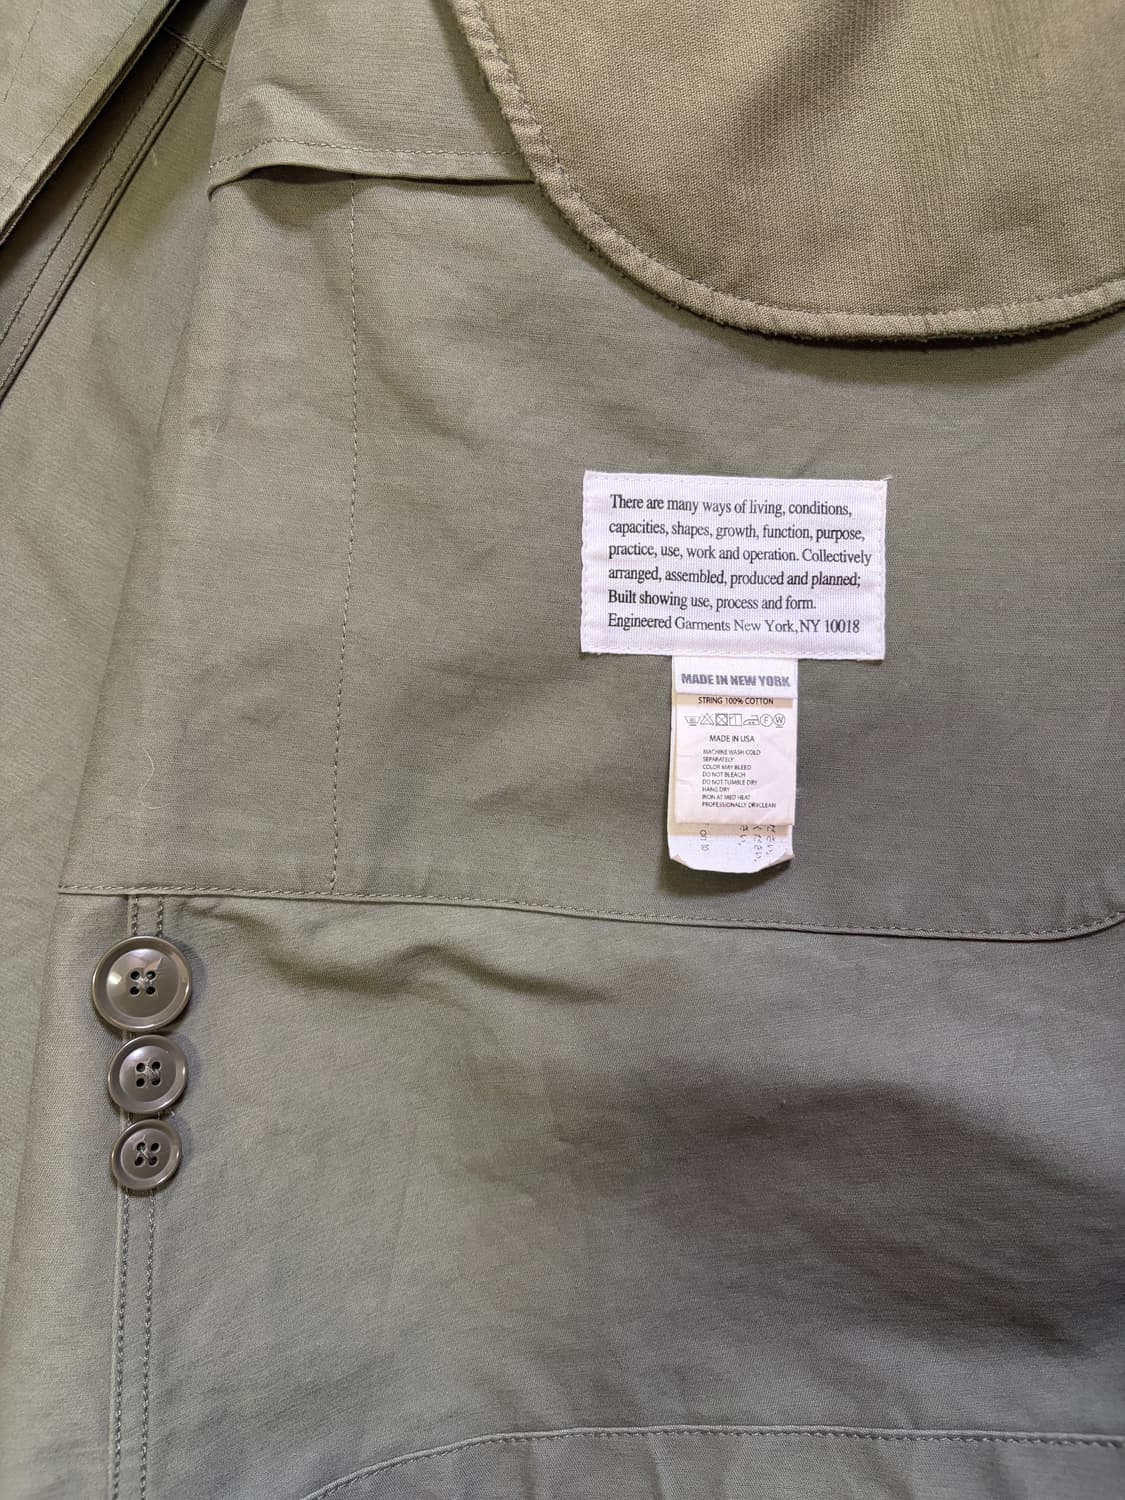 There are many ways of living, conditions,
capacities, shapes, growth, function, purpose,
practice, use, work and operation. Collectively
arranged, assembled, produced and planned;
Built showing use, process and form.
Engineered Garments New York, NY 10018
MADE IN NEW YORK
STRING 100% COTTON
F W
MADE IN USA
MACHINE WASH COLD
SEPARATELY
COLOR MAY BLEED
DO NOT BLEACH
DO NOT TUMBLE DRY
HANG DRY
IRON AT MED HEAT
PROFESSIONALLY DRYCLEAN